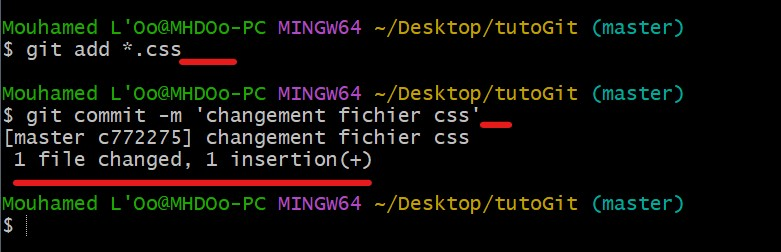 Mouhamed L'Oo@MHDOo-PC MINGW64 ~/Desktop/tutoGit (master)
$ git add *.css
Mouhamed L'Oo@MHDOo-PC MINGW64 ~/Desktop/tutoGit (master)
$ git commit -m 'changement fichier css'
[master c772275] changement fichier css
1 file changed, 1 insertion(+)
Mouhamed L'Oo@MHDOo-PC MINGW64 ~/Desktop/tutoGit (master)
$